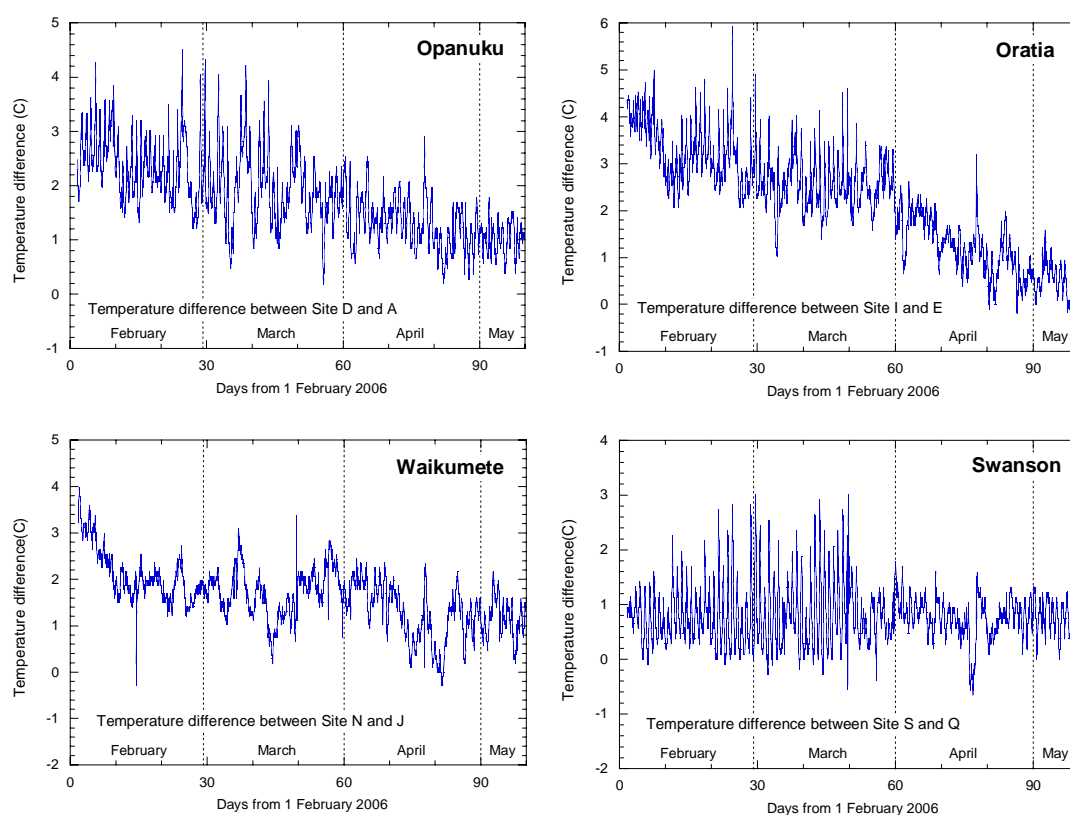 Opanuku
Temperature difference (C)
5
4
3
2
1
0
-1
Temperature difference between Site D and A
February March April May
0 30 60 90
Days from 1 February 2006
Oratia
Temperature difference (C)
6
5
4
3
2
1
0
-1
Temperature difference between Site I and E
February March April May
0 30 60 90
Days from 1 February 2006
Waikumete
Temperature difference(C)
5
4
3
2
1
0
-1
-2
Temperature difference between Site N and J
February March April May
0 30 60 90
Days from 1 February 2006
Swanson
Temperature difference(C)
4
3
2
1
0
-1
-2
Temperature difference between Site S and Q
February March April May
0 30 60 90
Days from 1 February 2006